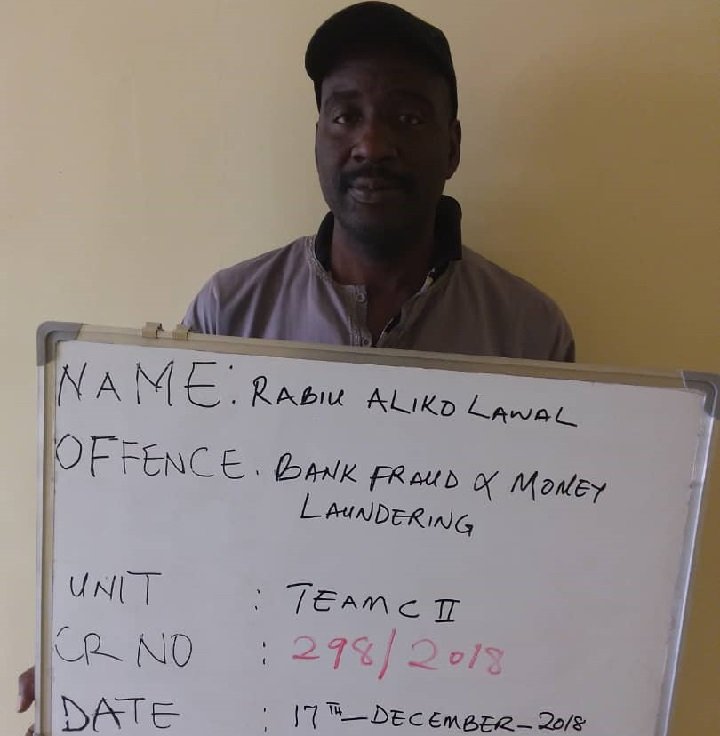 NAME: RABIU ALIKO LAWAL
OFFENCE. BANK FRAUD & MONEY
LAUNDERING
UNIT : TEAM C II
CR NO : 298/2018
DATE : 17TH-DECEMBER-2018